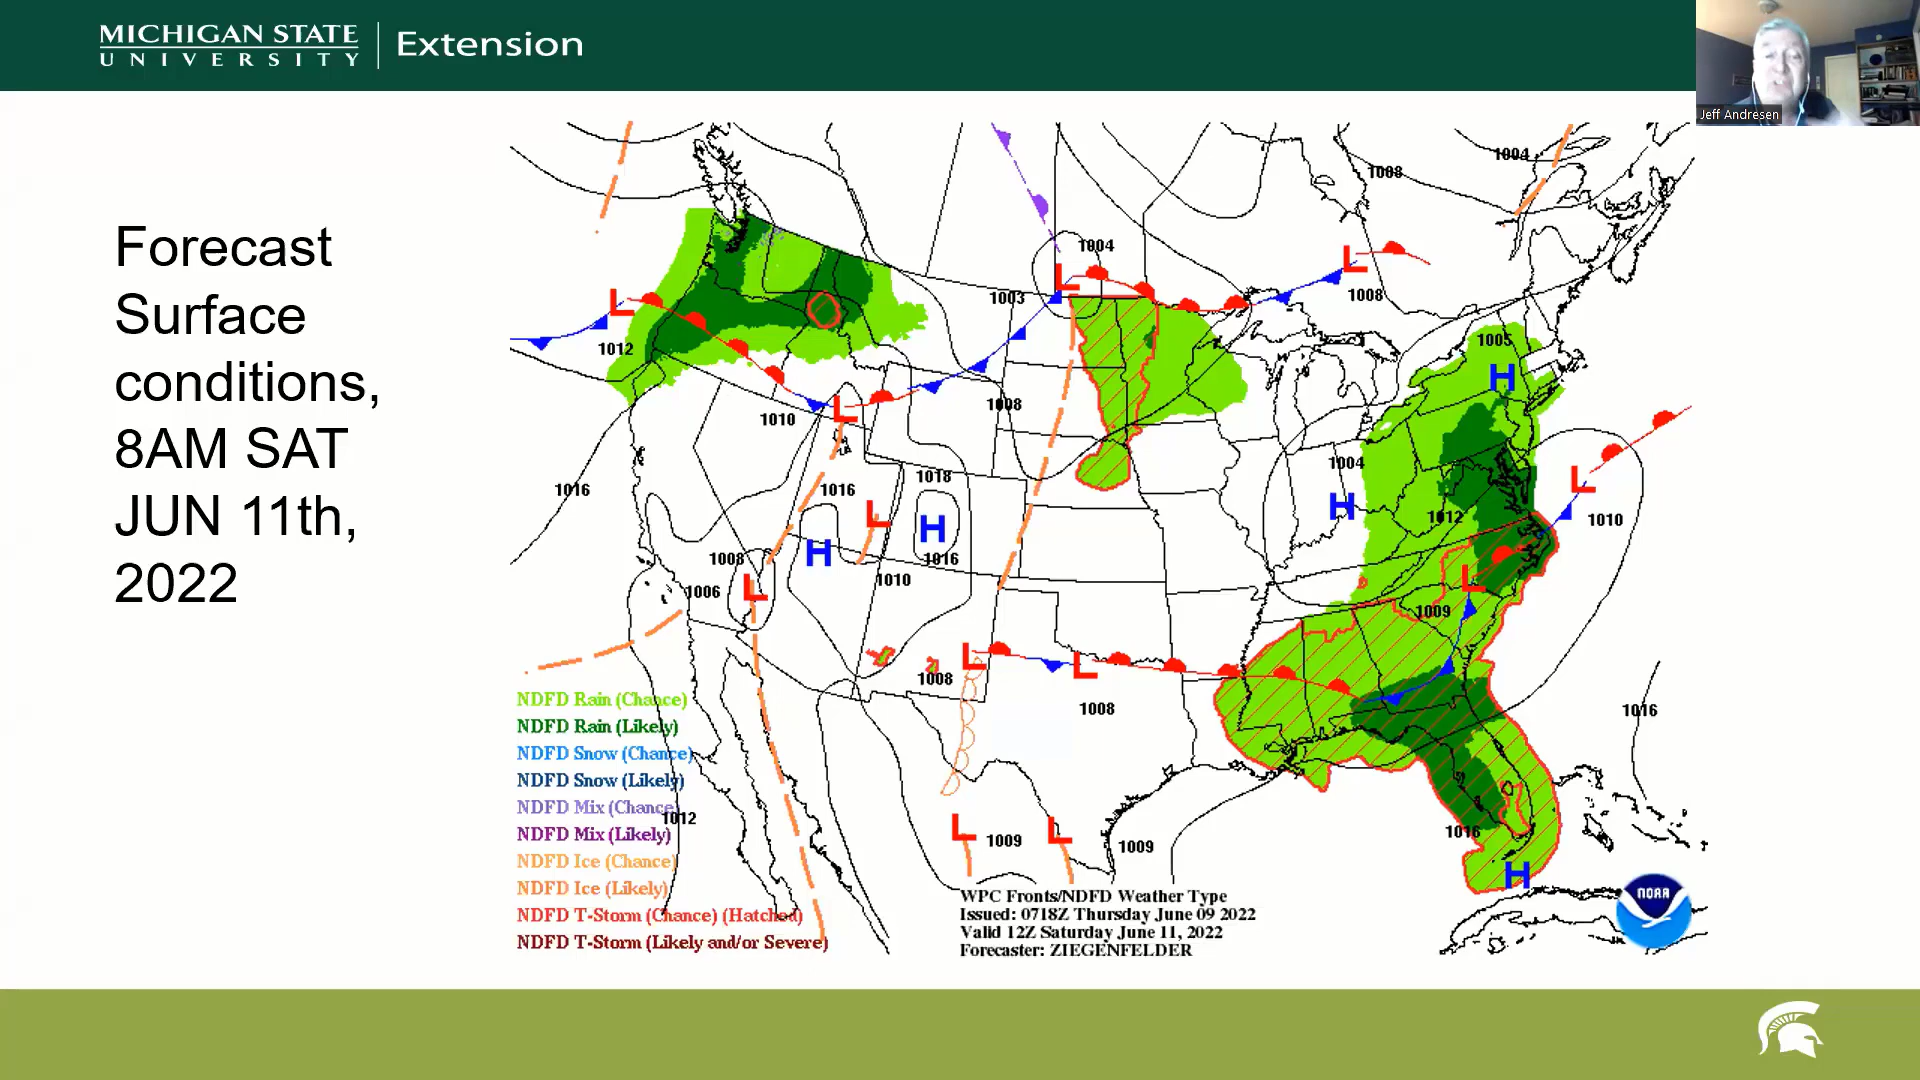 MICHIGAN STATE
UNIVERSITY
Extension
Jeff Andresen
Forecast
Surface
conditions,
8AM SAT
JUN 11th,
2022
1004
1008
1004
1003
1008
1005
1012
1008
1010
1004
1018
1016
1016
1012
1010
1008
1016
1010
1006
1009
1008
1008
1016
1012
1009
1009
1016
L
L
L
L
H
L
H
L
H
H
L
L
L
L
L
L
L
H
NDFD Rain (Chance)
NDFD Rain (Likely)
NDFD Snow (Chance)
NDFD Snow (Likely)
NDFD Mix (Chance)
NDFD Mix (Likely)
NDFD Ice (Chance)
NDFD Ice (Likely)
NDFD T-Storm (Chance) (Hatched)
NDFD T-Storm (Likely and/or Severe)
WPC Fronts/NDFD Weather Type
Issued: 0718Z Thursday June 09 2022
Valid 12Z Saturday June 11, 2022
Forecaster: ZIEGENFELDER
NOAA